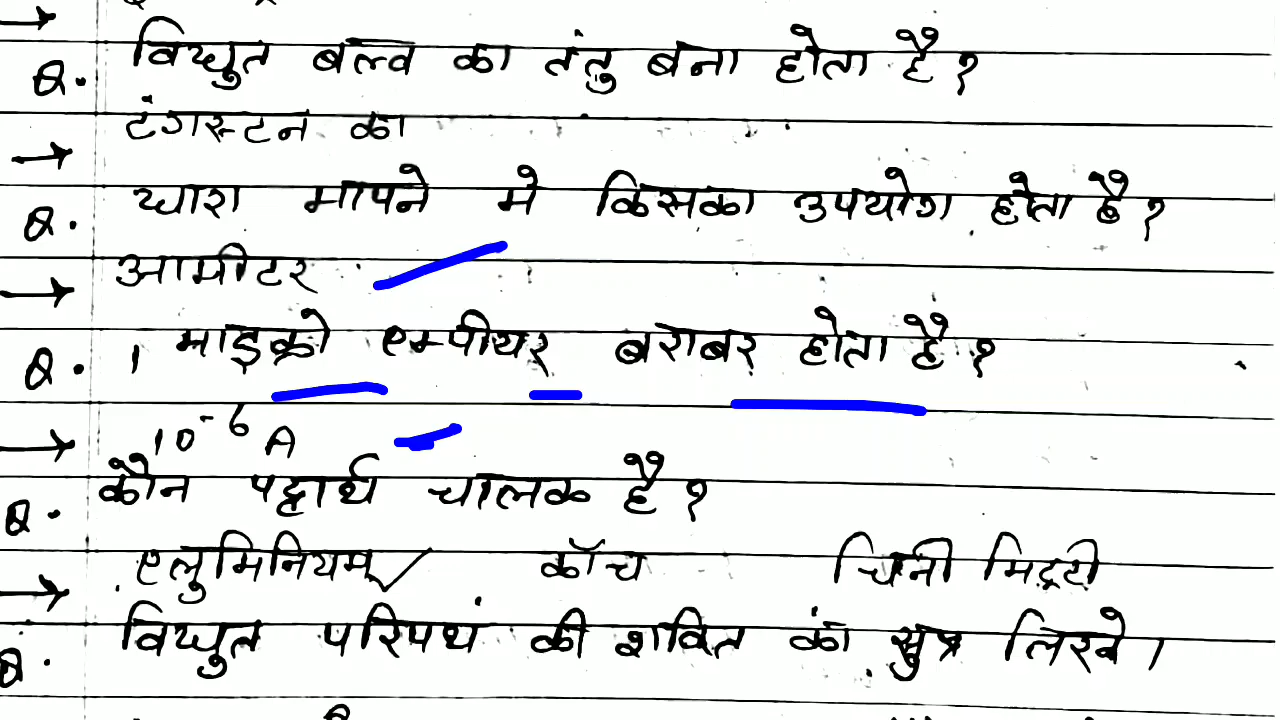 Q. विद्युत बल्व का तंतु बना होता है?
→ टंगस्टन का
Q. धारा मापने मे किसका उपयोग होता है?
→ आमीटर
Q. 1 माइक्रो एम्पीयर बराबर होता है?
→ 10⁻⁶ A
Q. कौन पदार्थ चालक है?
→ एलुमिनियम ✓ काँच चिनी मिट्टी
Q. विद्युत परिपथ की शक्ति का सुत्र लिखे।